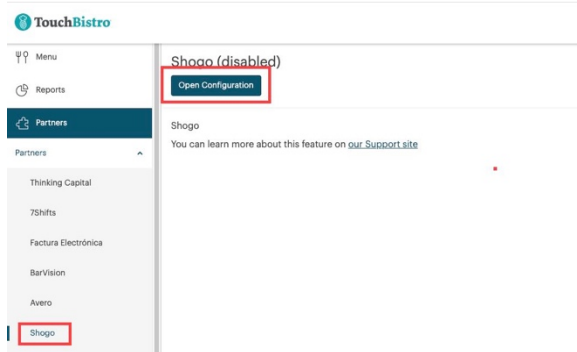 TouchBistro
Menu
Reports
Partners
Partners
Thinking Capital
7Shifts
Factura Electrónica
BarVision
Avero
Shogo
Shogo (disabled)
Open Configuration
Shogo
You can learn more about this feature on our Support site